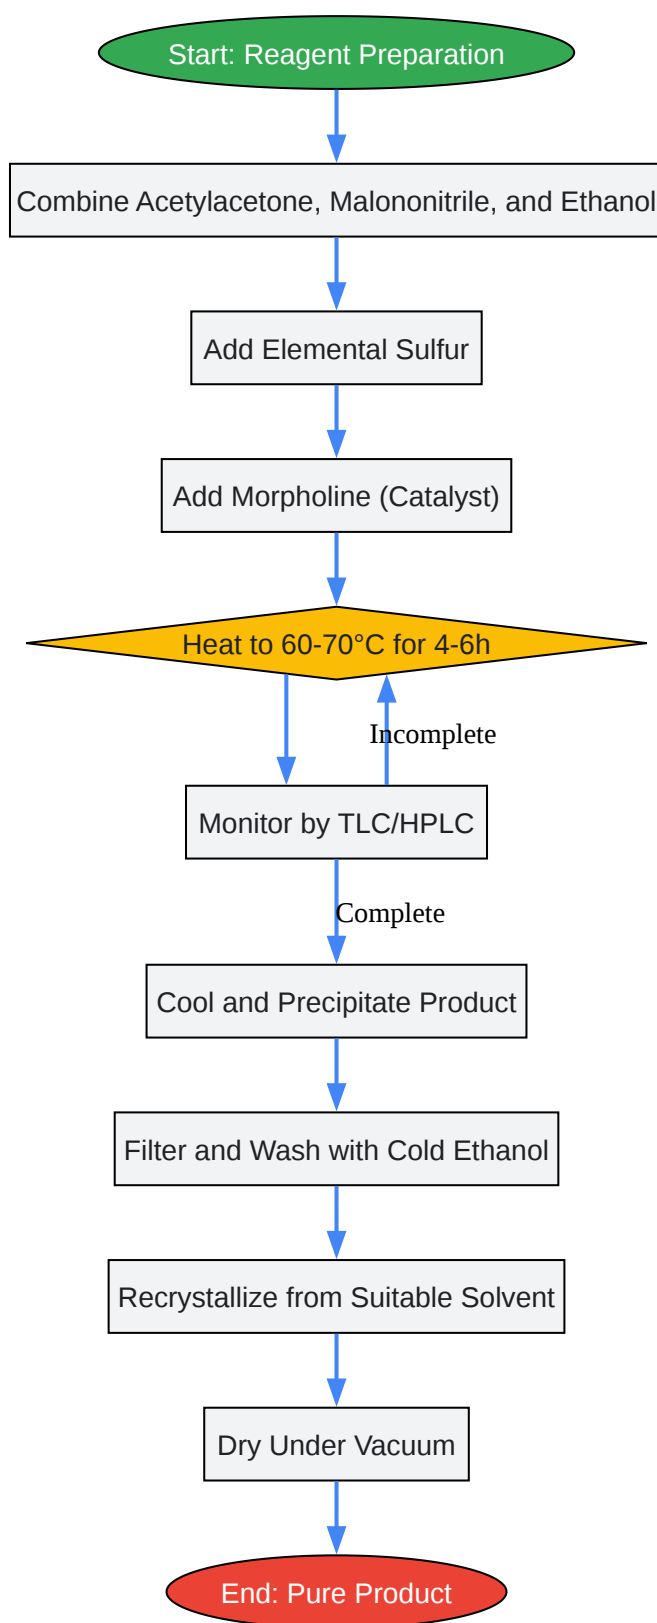 Start: Reagent Preparation
Combine Acetylacetone, Malononitrile, and Ethanol
Add Elemental Sulfur
Add Morpholine (Catalyst)
Heat to 60-70°C for 4-6h
Incomplete
Monitor by TLC/HPLC
Complete
Cool and Precipitate Product
Filter and Wash with Cold Ethanol
Recrystallize from Suitable Solvent
Dry Under Vacuum
End: Pure Product